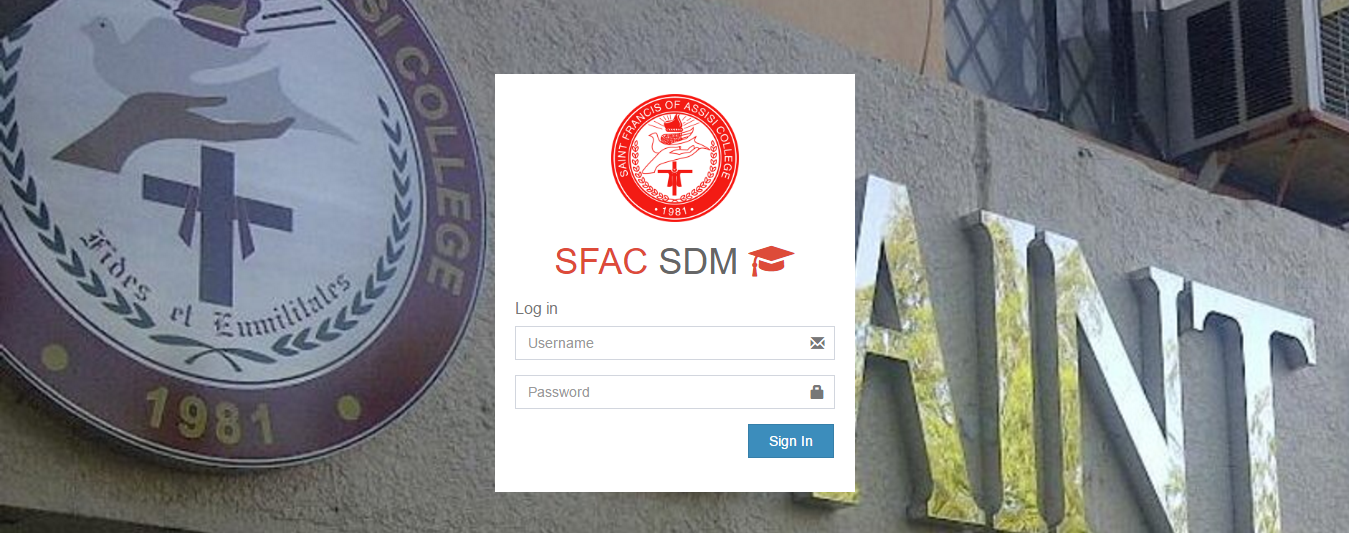 SI COLLEGE
Fides et Humilitates
1981
SAINT FRANCIS OF ASSISI COLLEGE
• 1981 •
SFAC SDM
Log in
Username
Password
Sign In
AINT